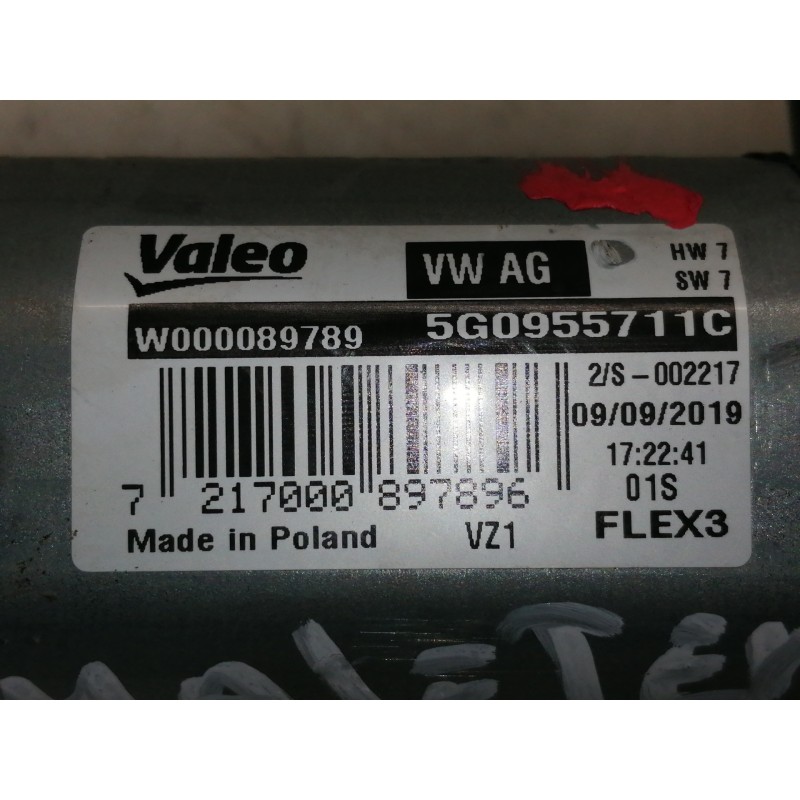 Valeo VW AG HW 7
SW 7
W000089789 5G0955711C
2/S-002217
09/09/2019
17:22:41
7 217000 897896 01S
Made in Poland VZ1 FLEX3